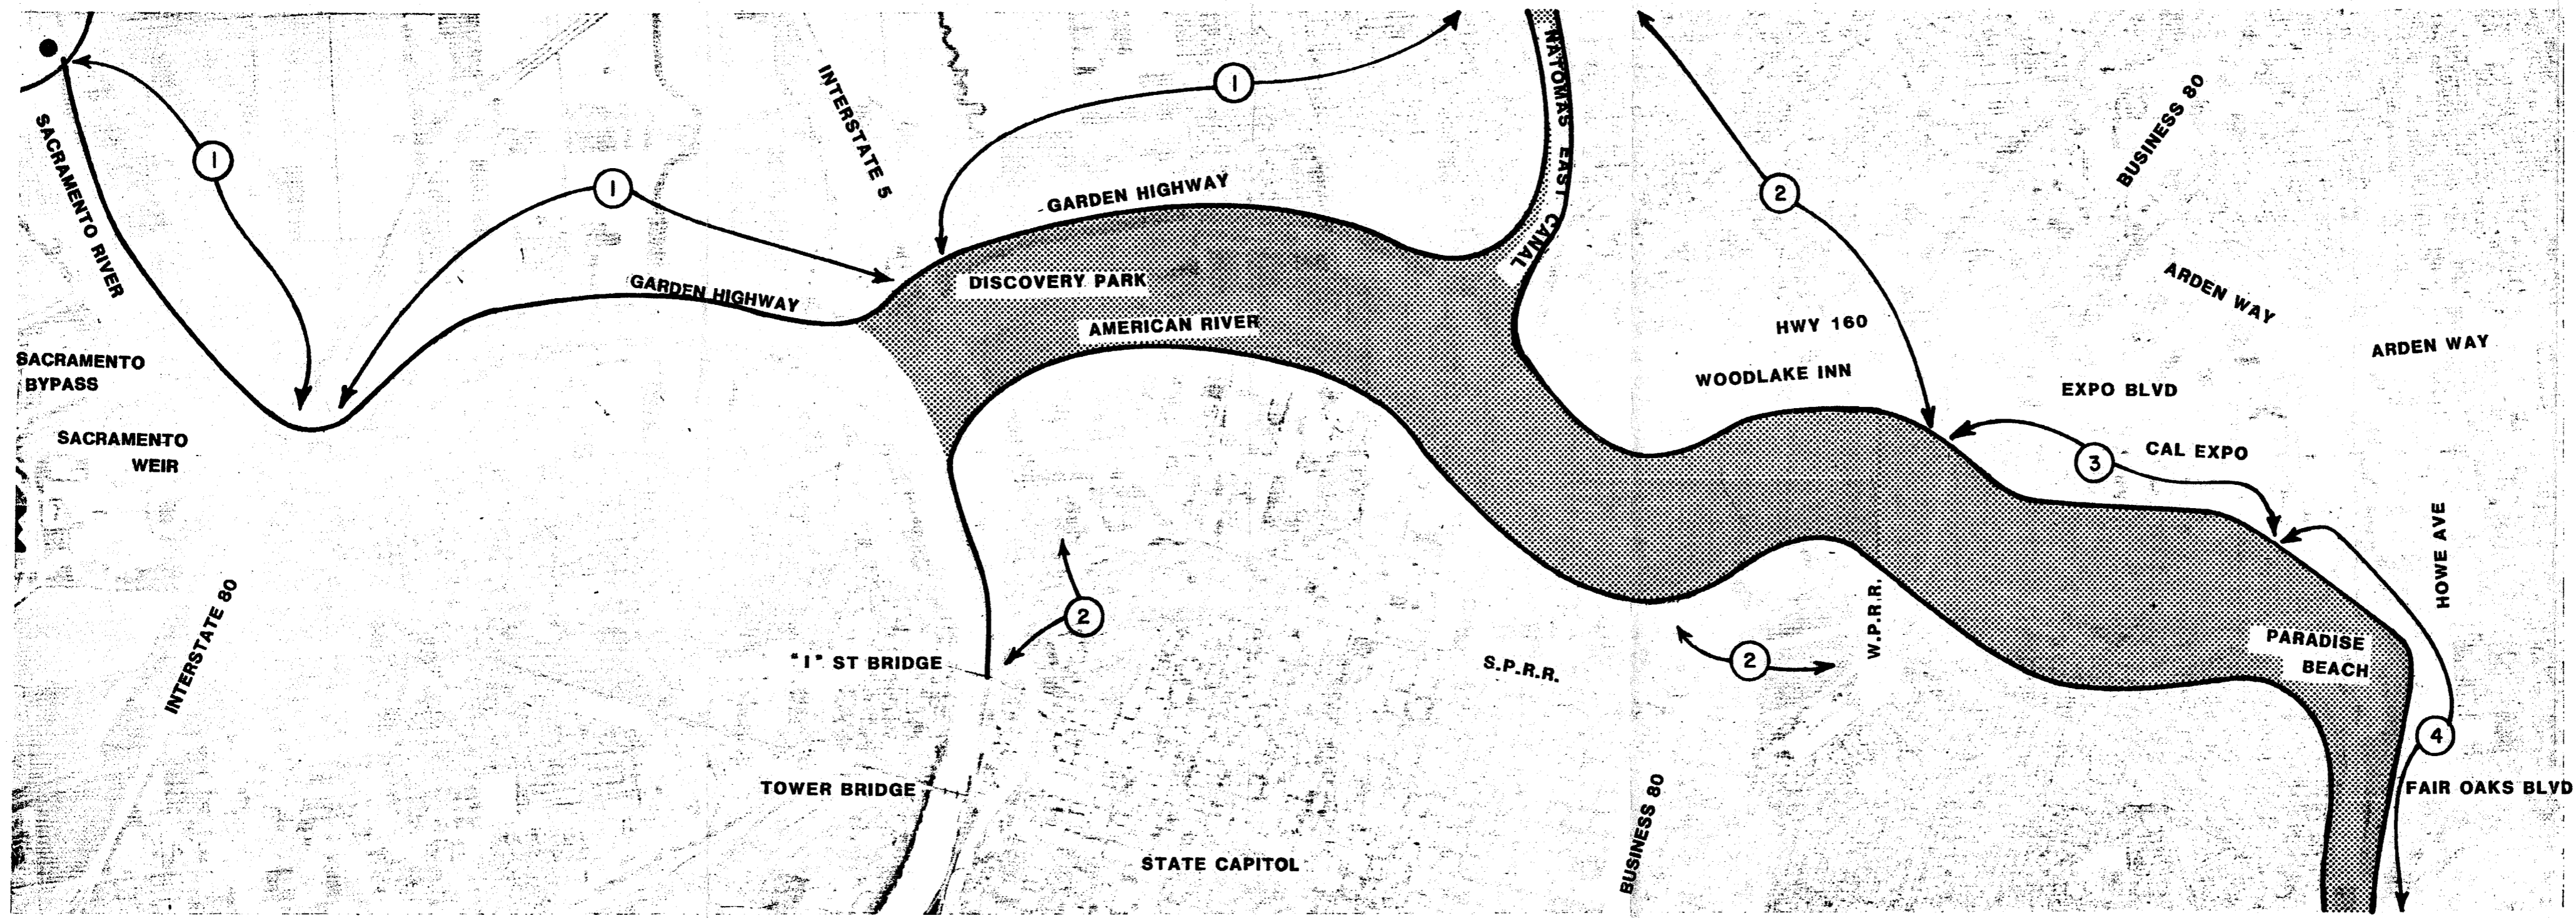 SACRAMENTO RIVER
1
1
INTERSTATE 5
1
GARDEN HIGHWAY
GARDEN HIGHWAY
DISCOVERY PARK
AMERICAN RIVER
NATOMAS EAST CANAL
2
BUSINESS 80
ARDEN WAY
ARDEN WAY
HWY 160
WOODLAKE INN
EXPO BLVD
CAL EXPO
3
SACRAMENTO
BYPASS
SACRAMENTO
WEIR
INTERSTATE 80
2
"I" ST BRIDGE
TOWER BRIDGE
STATE CAPITOL
S.P.R.R.
2
W.P.R.R.
BUSINESS 80
HOWE AVE
PARADISE
BEACH
4
FAIR OAKS BLVD